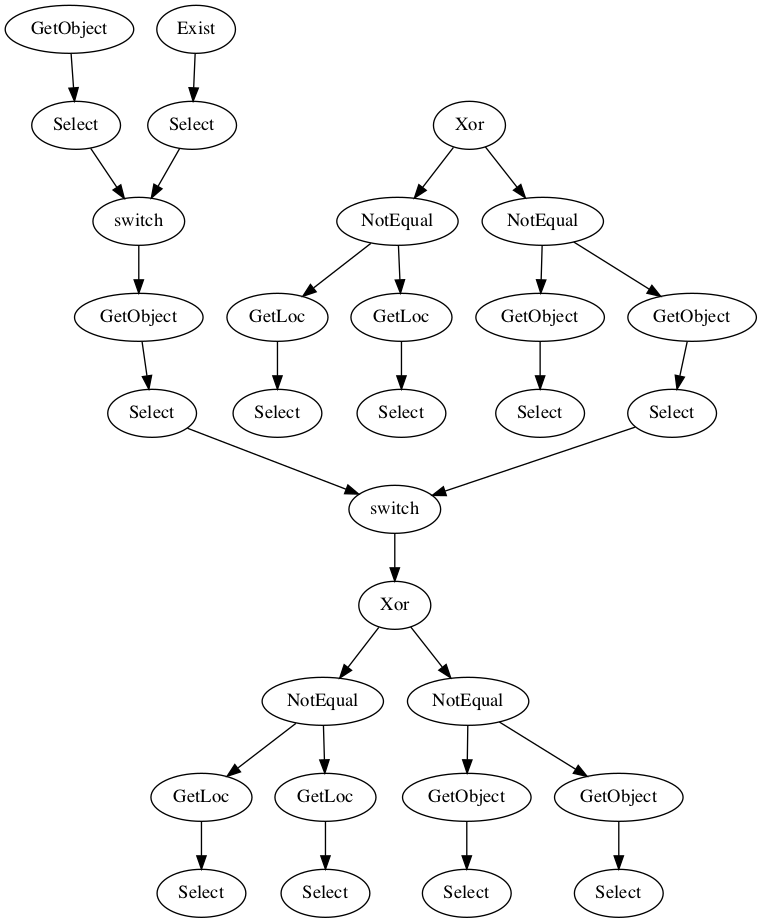 GetObject Exist
Select Select Xor
switch NotEqual NotEqual
GetObject GetLoc GetLoc GetObject GetObject
Select Select Select Select Select
switch
Xor
NotEqual NotEqual
GetLoc GetLoc GetObject GetObject
Select Select Select Select